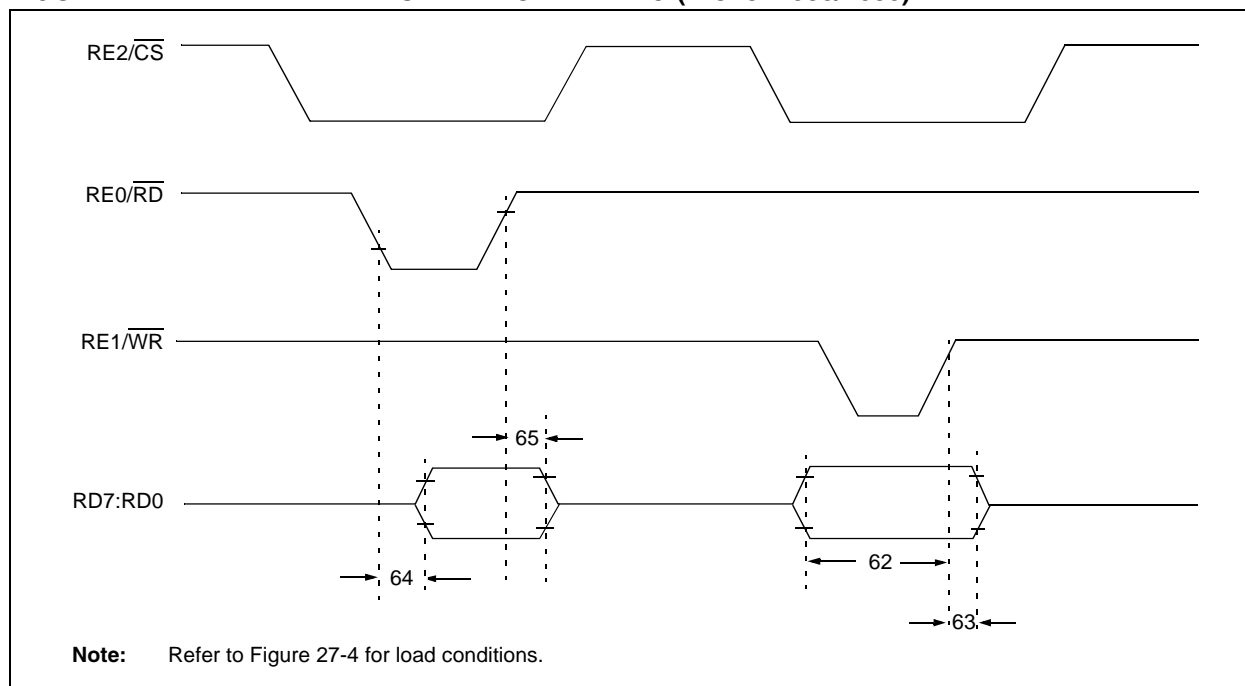 RE2/CS
RE0/RD
RE1/WR
65
RD7:RD0
62
64
63
Note: Refer to Figure 27-4 for load conditions.